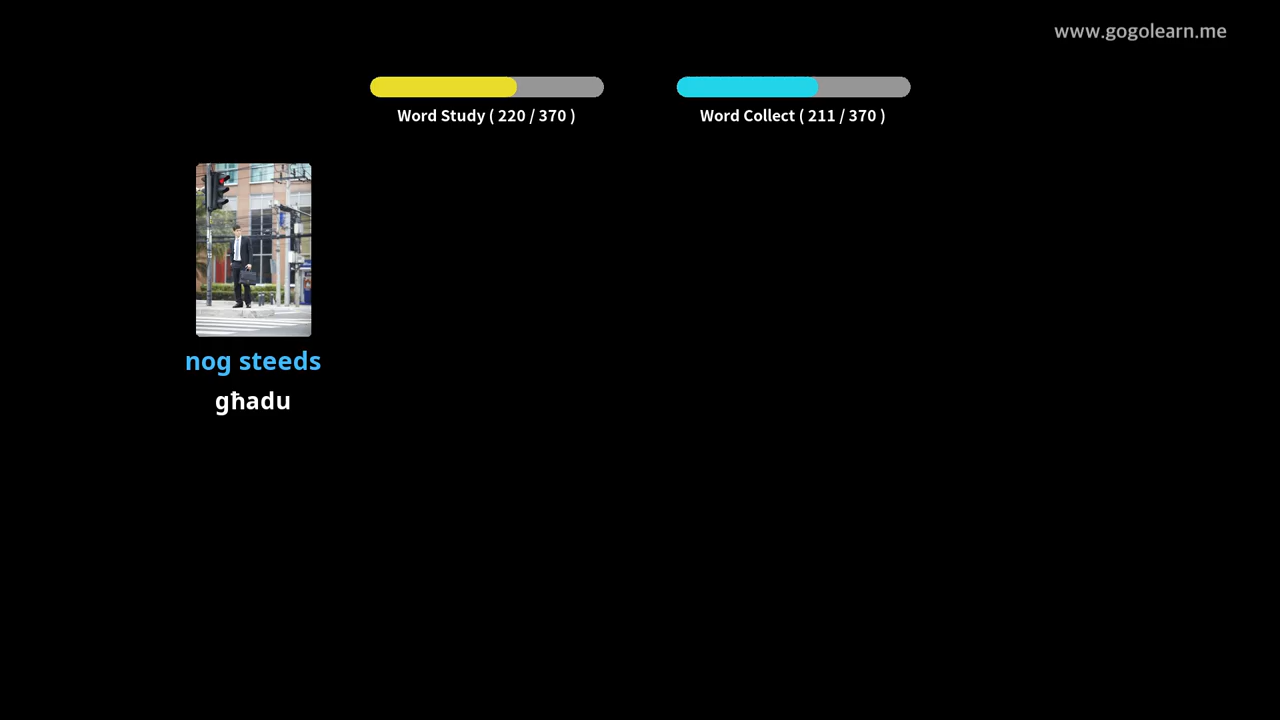 www.gogolearn.me
Word Study ( 220 / 370 )
Word Collect ( 211 / 370 )
nog steeds
għadu